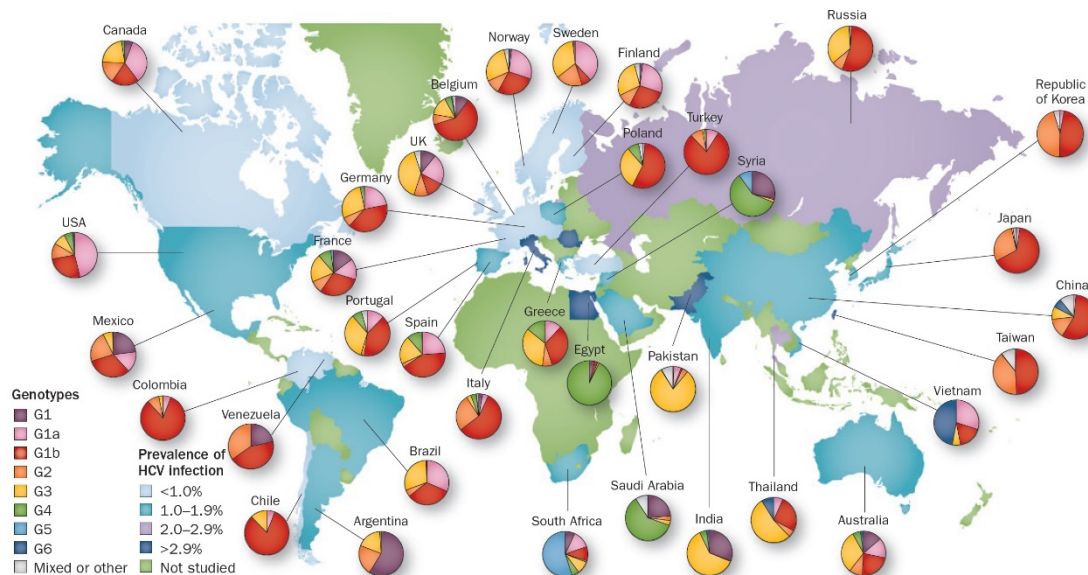 Canada
Norway
Sweden
Finland
Russia
Belgium
Republic
of Korea
UK
Poland
Turkey
Syria
Germany
USA
France
Japan
China
Mexico
Portugal
Spain
Greece
Egypt
Pakistan
Taiwan
Colombia
Italy
Vietnam
Venezuela
Brazil
Chile
Argentina
South Africa
Saudi Arabia
India
Thailand
Australia
Genotypes
G1
G1a
G1b
G2
G3
G4
G5
G6
Mixed or other
Prevalence of
HCV infection
<1.0%
1.0–1.9%
2.0–2.9%
>2.9%
Not studied